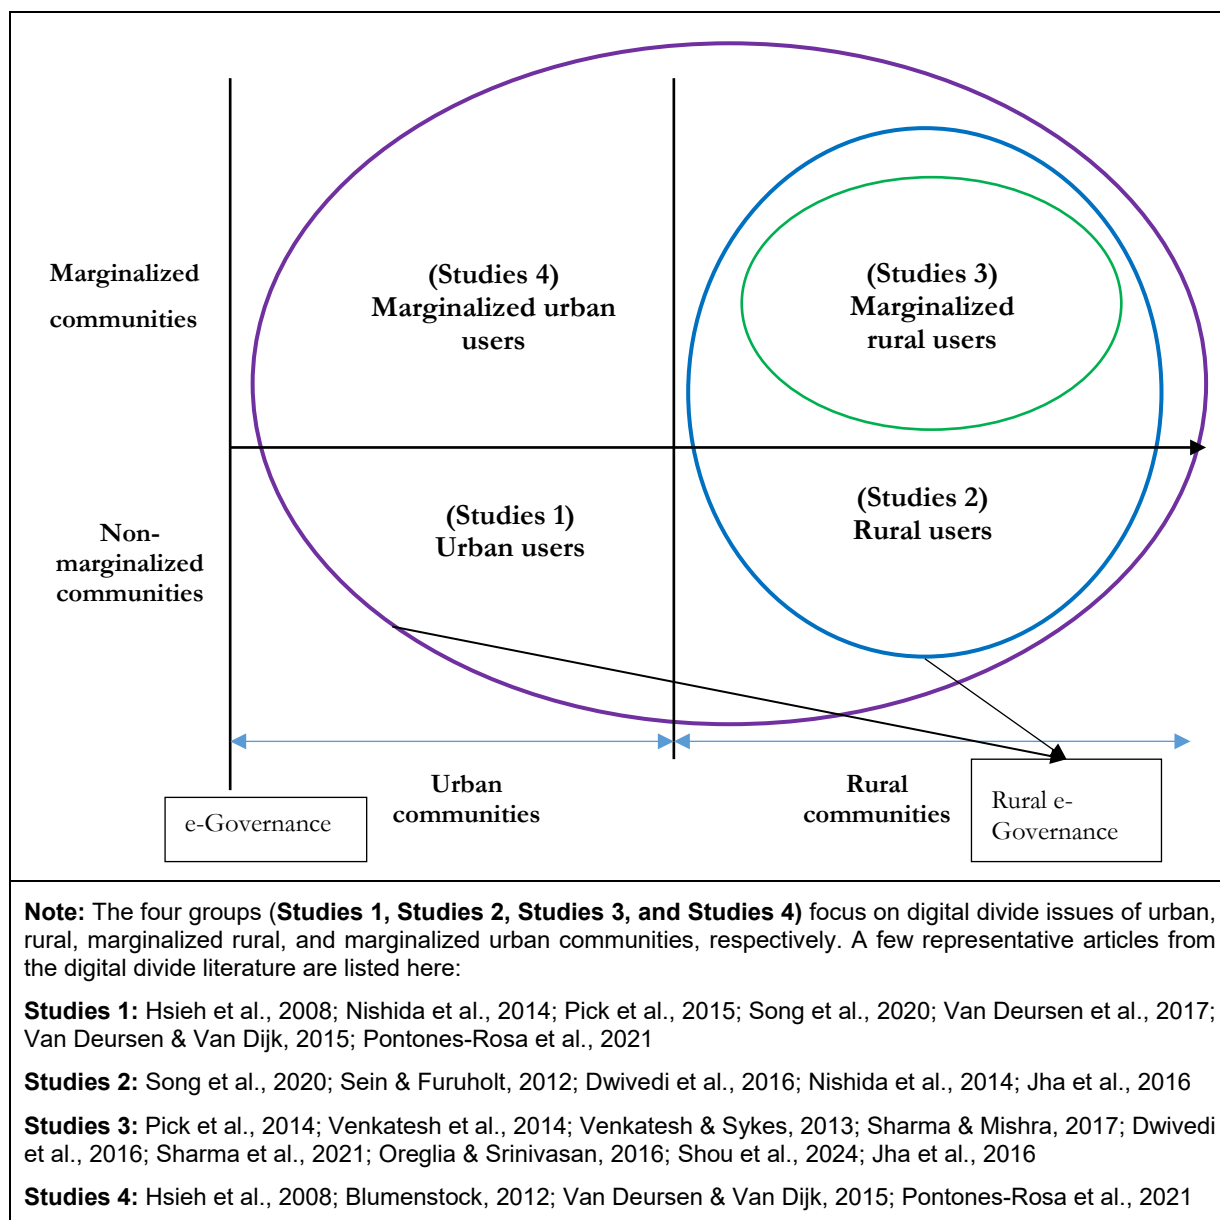 Marginalized
communities
(Studies 4)
Marginalized urban
users
(Studies 3)
Marginalized
rural users
Non-
marginalized
communities
(Studies 1)
Urban users
(Studies 2)
Rural users
Urban
communities
Rural
communities
e-Governance
Rural e-
Governance
Note: The four groups (Studies 1, Studies 2, Studies 3, and Studies 4) focus on digital divide issues of urban,
rural, marginalized rural, and marginalized urban communities, respectively. A few representative articles from
the digital divide literature are listed here:
Studies 1: Hsieh et al., 2008; Nishida et al., 2014; Pick et al., 2015; Song et al., 2020; Van Deursen et al., 2017;
Van Deursen & Van Dijk, 2015; Pontones-Rosa et al., 2021
Studies 2: Song et al., 2020; Sein & Furuholt, 2012; Dwivedi et al., 2016; Nishida et al., 2014; Jha et al., 2016
Studies 3: Pick et al., 2014; Venkatesh et al., 2014; Venkatesh & Sykes, 2013; Sharma & Mishra, 2017; Dwivedi
et al., 2016; Sharma et al., 2021; Oreglia & Srinivasan, 2016; Shou et al., 2024; Jha et al., 2016
Studies 4: Hsieh et al., 2008; Blumenstock, 2012; Van Deursen & Van Dijk, 2015; Pontones-Rosa et al., 2021